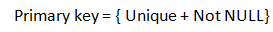 Primary key = { Unique + Not NULL}